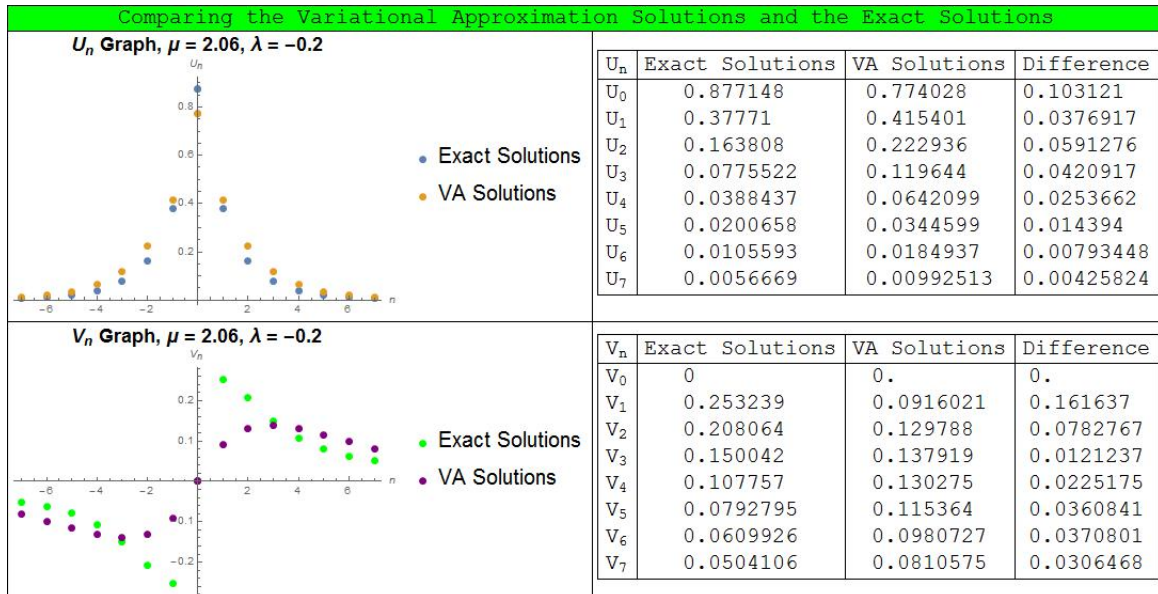 Comparing the Variational Approximation Solutions and the Exact Solutions
Uₙ Graph, μ = 2.06, λ = −0.2
Uₙ
0.8
0.6
0.4
0.2
−6 −4 −2 2 4 6 n
Exact Solutions
VA Solutions
Uₙ Exact Solutions VA Solutions Difference
U₀ 0.877148 0.774028 0.103121
U₁ 0.37771 0.415401 0.0376917
U₂ 0.163808 0.222936 0.0591276
U₃ 0.0775522 0.119644 0.0420917
U₄ 0.0388437 0.0642099 0.0253662
U₅ 0.0200658 0.0344599 0.014394
U₆ 0.0105593 0.0184937 0.00793448
U₇ 0.0056669 0.00992513 0.00425824
Vₙ Graph, μ = 2.06, λ = −0.2
Vₙ
0.2
0.1
−6 −4 −2 2 4 6 n
0.1
−0.2
Exact Solutions
VA Solutions
Vₙ Exact Solutions VA Solutions Difference
V₀ 0 0. 0.
V₁ 0.253239 0.0916021 0.161637
V₂ 0.208064 0.129788 0.0782767
V₃ 0.150042 0.137919 0.0121237
V₄ 0.107757 0.130275 0.0225175
V₅ 0.0792795 0.115364 0.0360841
V₆ 0.0609926 0.0980727 0.0370801
V₇ 0.0504106 0.0810575 0.0306468